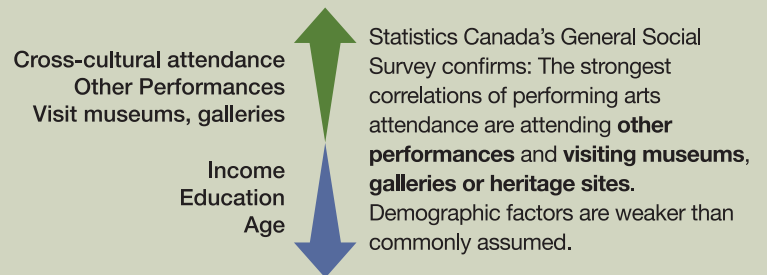 Cross-cultural attendance
Other Performances
Visit museums, galleries
Income
Education
Age
Statistics Canada's General Social
Survey confirms: The strongest
correlations of performing arts
attendance are attending other
performances and visiting museums,
galleries or heritage sites.
Demographic factors are weaker than
commonly assumed.